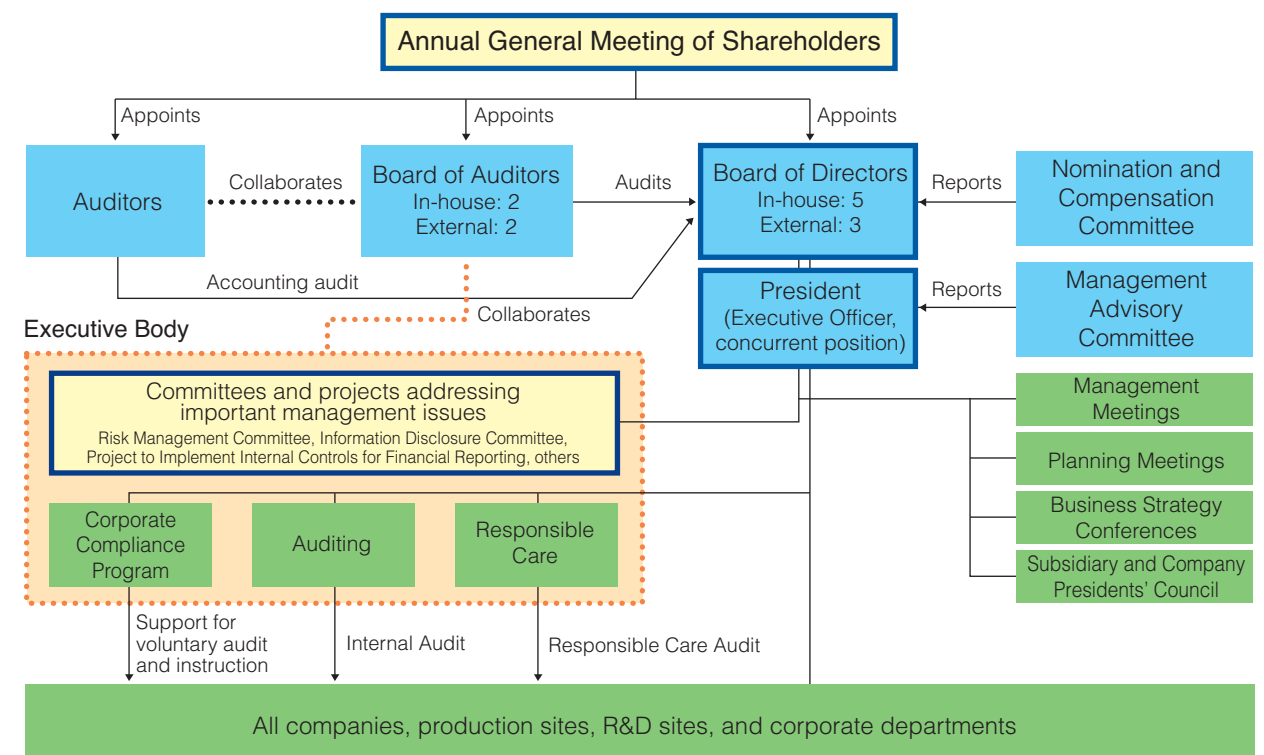 Annual General Meeting of Shareholders
Appoints
Appoints
Appoints
Auditors
Collaborates
Board of Auditors
In-house: 2
External: 2
Audits
Board of Directors
In-house: 5
External: 3
Reports
Nomination and
Compensation
Committee
Accounting audit
Collaborates
President
(Executive Officer,
concurrent position)
Reports
Management
Advisory
Committee
Executive Body
Committees and projects addressing
important management issues
Risk Management Committee, Information Disclosure Committee,
Project to Implement Internal Controls for Financial Reporting, others
Management
Meetings
Planning Meetings
Business Strategy
Conferences
Subsidiary and Company
Presidents’ Council
Corporate
Compliance
Program
Auditing
Responsible
Care
Support for
voluntary audit
and instruction
Internal Audit
Responsible Care Audit
All companies, production sites, R&D sites, and corporate departments